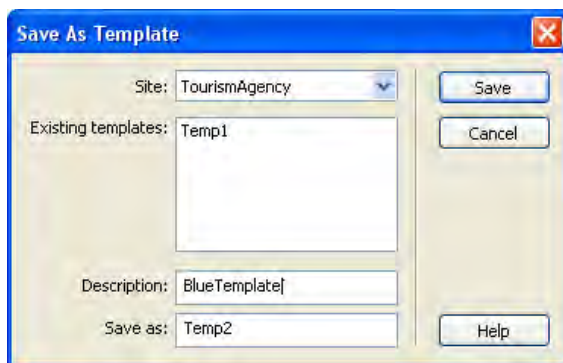 Save As Template
Site: TourismAgency Save
Existing templates: Temp1 Cancel
Description: BlueTemplate
Save as: Temp2 Help